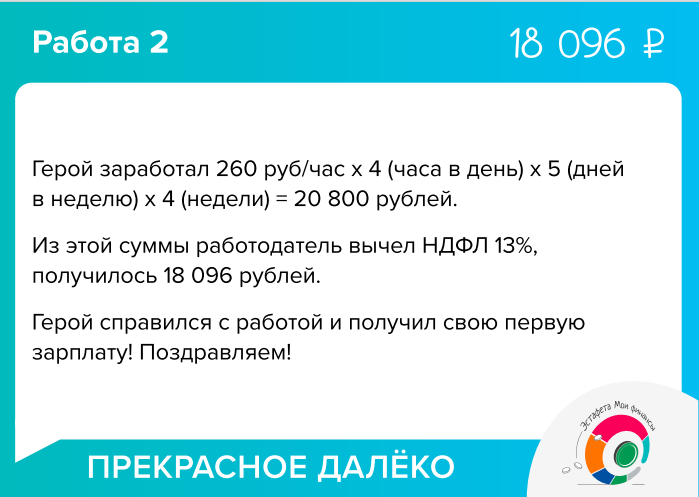 Работа 2
18 096 ₽
Герой заработал 260 руб/час х 4 (часа в день) х 5 (дней
в неделю) х 4 (недели) = 20 800 рублей.
Из этой суммы работодатель вычел НДФЛ 13%,
получилось 18 096 рублей.
Герой справился с работой и получил свою первую
зарплату! Поздравляем!
Эстафета Мои финансы
ПРЕКРАСНОЕ ДАЛЁКО